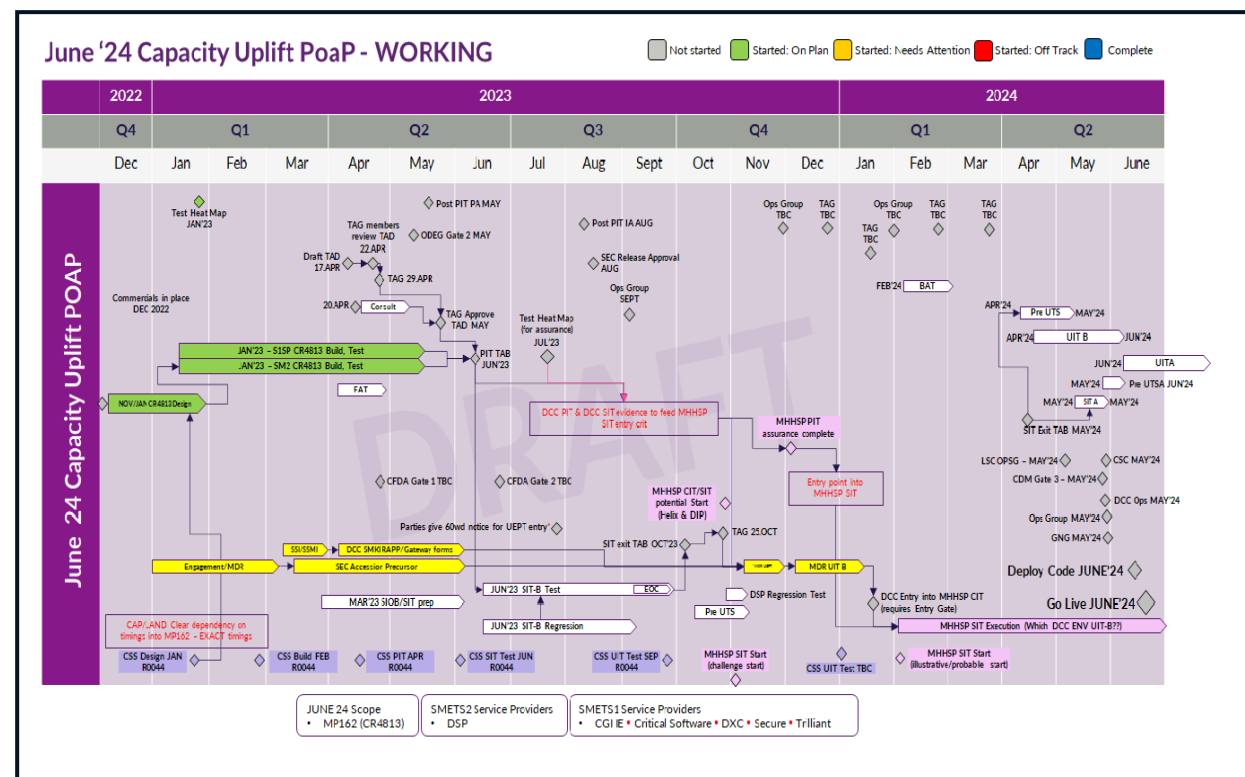 June ‘24 Capacity Uplift PoaP - WORKING
Not started
Started: On Plan
Started: Needs Attention
Started: Off Track
Complete
2022
2023
2024
Q4
Q1
Q2
Q3
Q4
Q1
Q2
Dec
Jan
Feb
Mar
Apr
May
Jun
Jul
Aug
Sept
Oct
Nov
Dec
Jan
Feb
Mar
Apr
May
June
June 24 Capacity Uplift POAP
DRAFT
Test Heat Map
JAN’23
Post PIT PA MAY
TAG members
review TAD
22.APR
ODEG Gate 2 MAY
Draft TAD
17.APR
TAG 29.APR
Post PIT IA AUG
SEC Release Approval
AUG
Ops Group
SEPT
Ops Group
TBC
TAG
TBC
TAG
TBC
Ops Group
TBC
TAG
TBC
TAG
TBC
Commercials in place
DEC 2022
20.APR
Consult
TAG Approve
TAD MAY
Test Heat Map
(for assurance)
JUL’23
FEB’24
BAT
APR’24
Pre UTS
MAY’24
APR’24
UIT B
JUN’24
JAN’23 – S1SP CR4813 Build, Test
JAN’23 – SM2 CR4813 Build, Test
PIT TAB
JUN’23
JUN’24
UITA
FAT
MAY’24
Pre UTSA JUN’24
NOV/JAN CR4813 Design
MAY’24
SIT A
MAY’24
DCC PIT & DCC SIT evidence to feed MHHSP
SIT entry crit
SIT Exit TAB MAY’24
MHHSP PIT
assurance complete
LSC OPSG – MAY’24
CSC MAY’24
CFDA Gate 1 TBC
CFDA Gate 2 TBC
MHHSP CIT/SIT
potential Start
(Helix & DIP)
Entry point into
MHHSP SIT
CDM Gate 3 – MAY’24
DCC Ops MAY’24
Parties give 60wd notice for UEPT entry’
Ops Group MAY’24
TAG 25.OCT
GNG MAY’24
SIT exit TAB OCT’23
SSI/SSMI
DCC SMKIRAPP/Gateway forms
Engagement/MDR
SEC Accession Precursor
MDR UIT B
Deploy Code JUNE’24
JUN’23 SIT-B Test
EOC
DSP Regression Test
MAR’23 SIOB/SIT prep
Pre UTS
DCC Entry into MHHSP CIT
(requires Entry Gate)
Go Live JUNE’24
CAP/LAND Clear dependency on
timings into MP162 – EXACT timings
JUN’23 SIT-B Regression
MHHSP SIT Execution (Which DCC ENV UIT-B??)
CSS Design JAN
R0044
CSS Build FEB
R0044
CSS PIT APR
R0044
CSS SIT Test JUN
R0044
CSS UIT Test SEP
R0044
MHHSP SIT Start
(challenge start)
CSS UIT Test TBC
MHHSP SIT Start
(illustrative/probable start)
JUNE 24 Scope
• MP162 (CR4813)
SMETS2 Service Providers
• DSP
SMETS1 Service Providers
• CGI IE • Critical Software • DXC • Secure • Trilliant